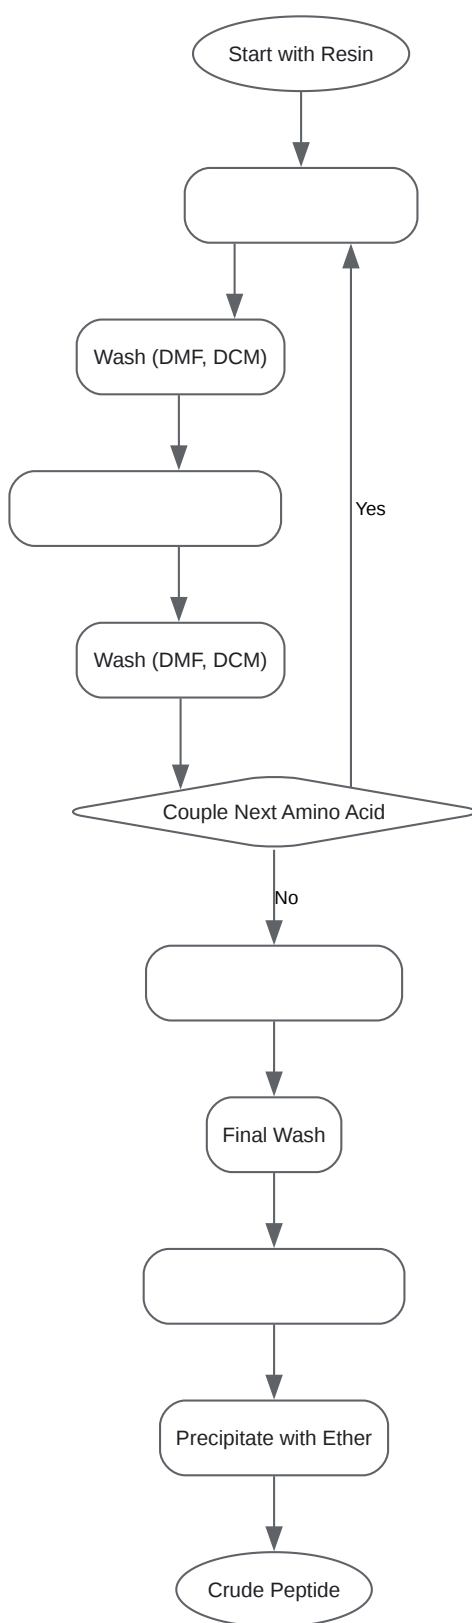 Start with Resin
Wash (DMF, DCM)
Yes
Wash (DMF, DCM)
Couple Next Amino Acid
No
Final Wash
Precipitate with Ether
Crude Peptide